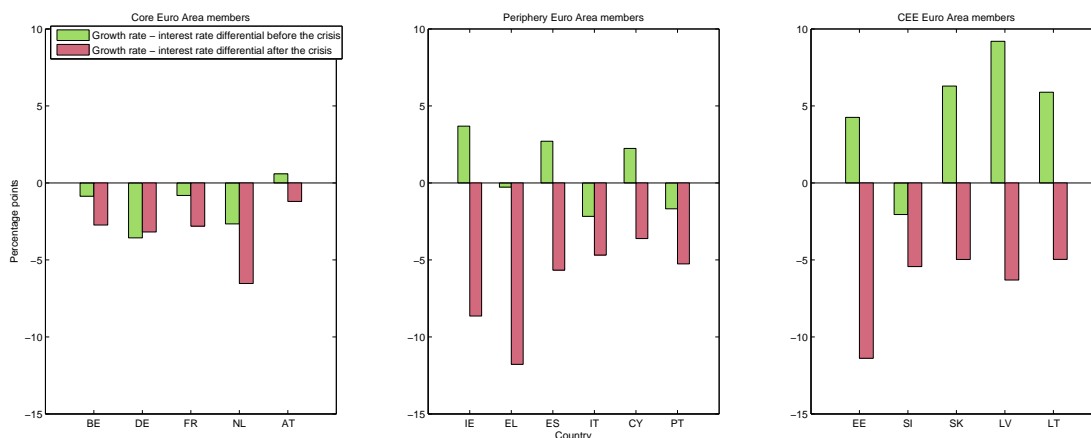 Core Euro Area members
Growth rate − interest rate differential before the crisis
Growth rate − interest rate differential after the crisis
Percentage points
10
5
0
−5
−10
−15
BE DE FR NL AT
Periphery Euro Area members
10
5
0
−5
−10
−15
IE EL ES IT CY PT
Country
CEE Euro Area members
10
5
0
−5
−10
−15
EE SI SK LV LT